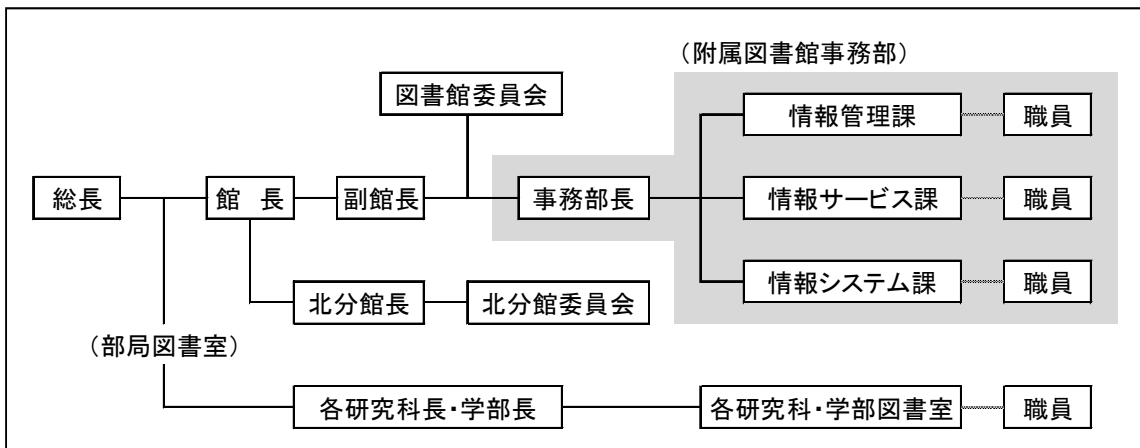 （附属図書館事務部）
図書館委員会
情報管理課
職員
総長
館　長
副館長
事務部長
情報サービス課
職員
北分館長
北分館委員会
情報システム課
職員
（部局図書室）
各研究科長・学部長
各研究科・学部図書室
職員